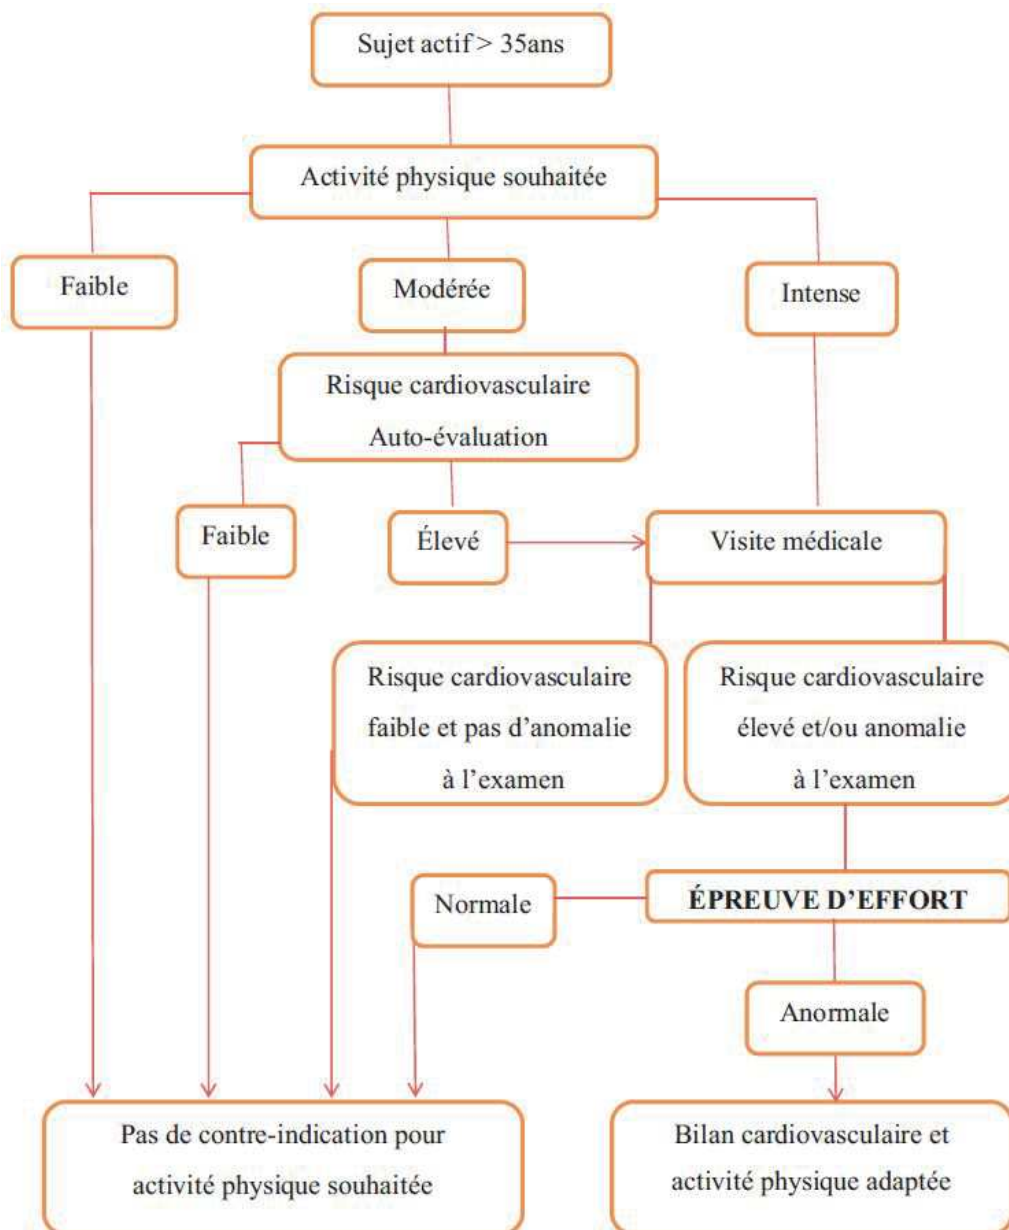 Sujet actif > 35ans
Activité physique souhaitée
Faible
Modérée
Intense
Risque cardiovasculaire
Auto-évaluation
Faible
Élevé
Visite médicale
Risque cardiovasculaire
faible et pas d’anomalie
à l’examen
Risque cardiovasculaire
élevé et/ou anomalie
à l’examen
Normale
ÉPREUVE D’EFFORT
Anormale
Pas de contre-indication pour
activité physique souhaitée
Bilan cardiovasculaire et
activité physique adaptée